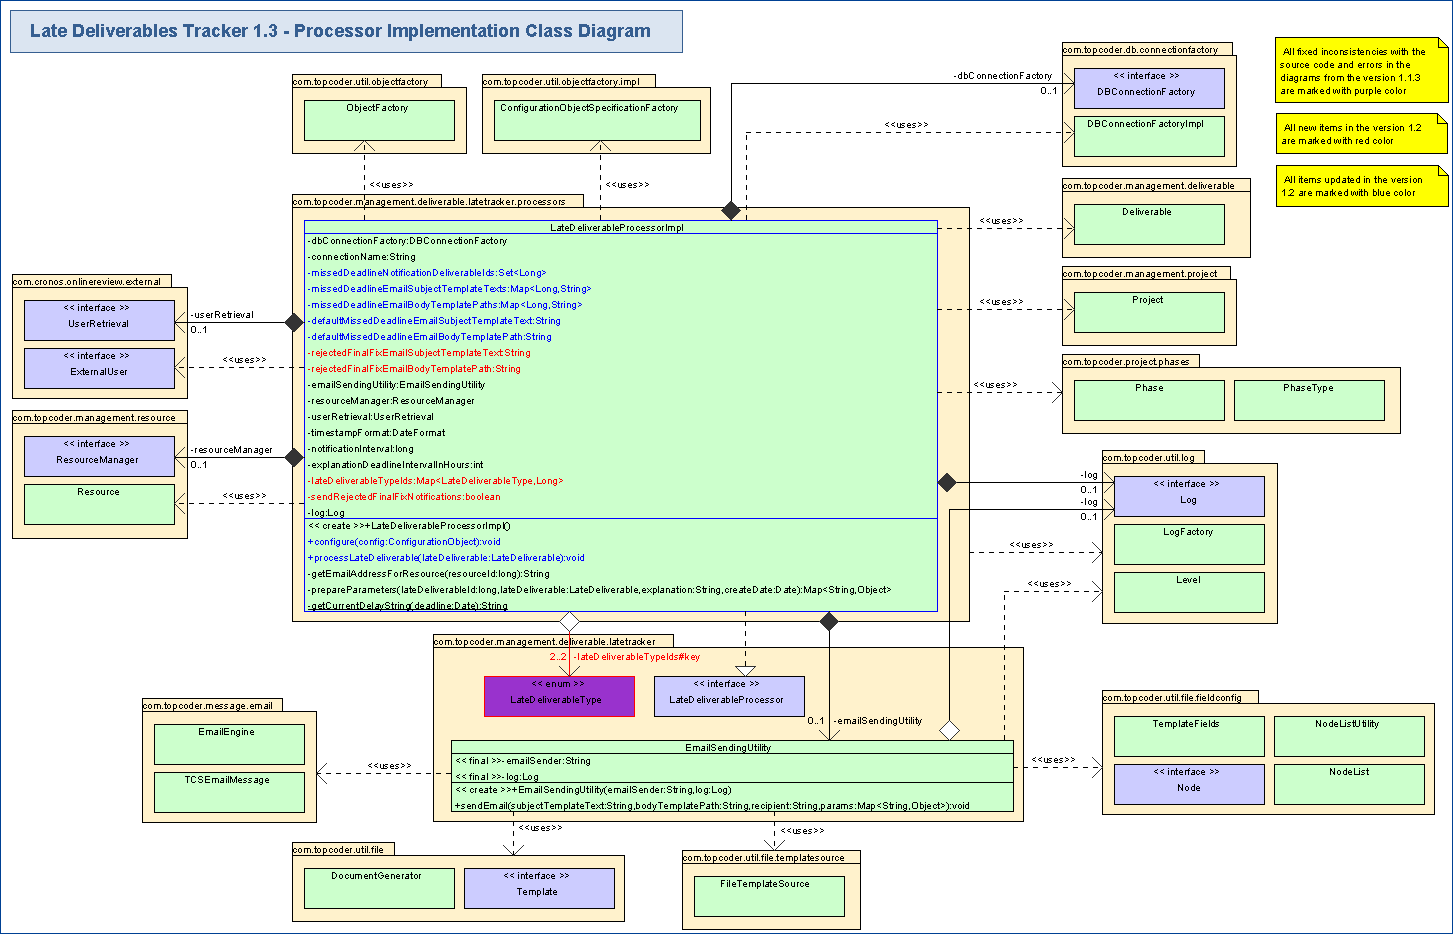 Late Deliverables Tracker 1.3 - Processor Implementation Class Diagram
All fixed inconsistencies with the
source code and errors in the
diagrams from the version 1.1.3
are marked with purple color
All new items in the version 1.2
are marked with red color
All items updated in the version
1.2 are marked with blue color
com.topcoder.util.objectfactory
ObjectFactory
<<uses>>
com.topcoder.util.objectfactory.impl
ConfigurationObjectSpecificationFactory
<<uses>>
com.topcoder.db.connectionfactory
<< interface >>
DBConnectionFactory
DBConnectionFactoryImpl
-dbConnectionFactory
0..1
<<uses>>
com.topcoder.management.deliverable
Deliverable
<<uses>>
com.topcoder.management.project
Project
<<uses>>
com.topcoder.project.phases
Phase
PhaseType
<<uses>>
com.cronos.onlinereview.external
<< interface >>
UserRetrieval
<< interface >>
ExternalUser
-userRetrieval
0..1
<<uses>>
com.topcoder.management.resource
<< interface >>
ResourceManager
Resource
-resourceManager
0..1
<<uses>>
com.topcoder.management.deliverable.latetracker.processors
LateDeliverableProcessorImpl
-dbConnectionFactory:DBConnectionFactory
-connectionName:String
-missedDeadlineNotificationDeliverableIds:Set<Long>
-missedDeadlineEmailSubjectTemplateTexts:Map<Long,String>
-missedDeadlineEmailBodyTemplatePaths:Map<Long,String>
-defaultMissedDeadlineEmailSubjectTemplateText:String
-defaultMissedDeadlineEmailBodyTemplatePath:String
-rejectedFinalFixEmailSubjectTemplateText:String
-rejectedFinalFixEmailBodyTemplatePath:String
-emailSendingUtility:EmailSendingUtility
-resourceManager:ResourceManager
-userRetrieval:UserRetrieval
-timestampFormat:DateFormat
-notificationInterval:long
-explanationDeadlineIntervalInHours:int
-lateDeliverableTypeIds:Map<LateDeliverableType,Long>
-sendRejectedFinalFixNotifications:boolean
-log:Log
<< create >>+LateDeliverableProcessorImpl()
+configure(config:ConfigurationObject):void
+processLateDeliverable(lateDeliverable:LateDeliverable):void
-getEmailAddressForResource(resourceId:long):String
-prepareParameters(lateDeliverableId:long,lateDeliverable:LateDeliverable,explanation:String,createDate:Date):Map<String,Object>
-getCurrentDelayString(deadline:Date):String
com.topcoder.util.log
<< interface >>
Log
LogFactory
Level
-log
0..1
-log
0..1
<<uses>>
<<uses>>
com.topcoder.management.deliverable.latetracker
2..2 -lateDeliverableTypeIds#key
<< enum >>
LateDeliverableType
<< interface >>
LateDeliverableProcessor
0..1 -emailSendingUtility
EmailSendingUtility
<< final >>-emailSender:String
<< final >>-log:Log
<< create >>+EmailSendingUtility(emailSender:String,log:Log)
+sendEmail(subjectTemplateText:String,bodyTemplatePath:String,recipient:String,params:Map<String,Object>):void
com.topcoder.message.email
EmailEngine
TCSEmailMessage
<<uses>>
com.topcoder.util.file.fieldconfig
TemplateFields
NodeListUtility
<< interface >>
Node
NodeList
<<uses>>
com.topcoder.util.file
DocumentGenerator
<< interface >>
Template
<<uses>>
com.topcoder.util.file.templatesource
FileTemplateSource
<<uses>>